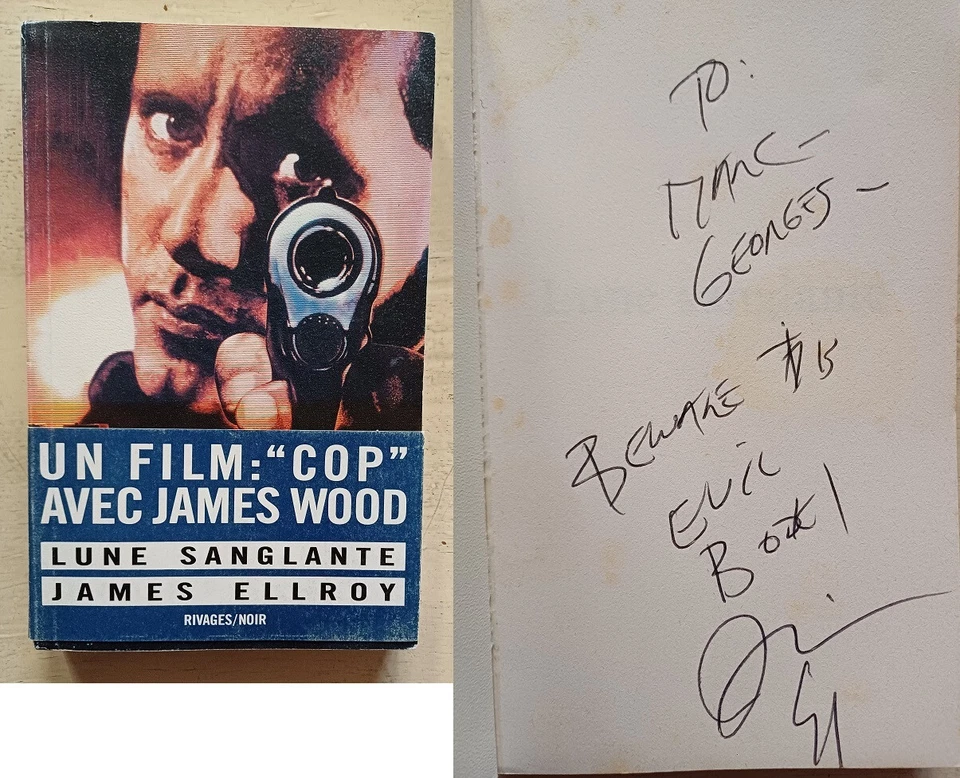 UN FILM: “COP”
AVEC JAMES WOOD
LUNE SANGLANTE
JAMES ELLROY
RIVAGES/NOIR
TO:
MARC-
GEORGES-
BEWARE THIS
EVIL
BOOK!